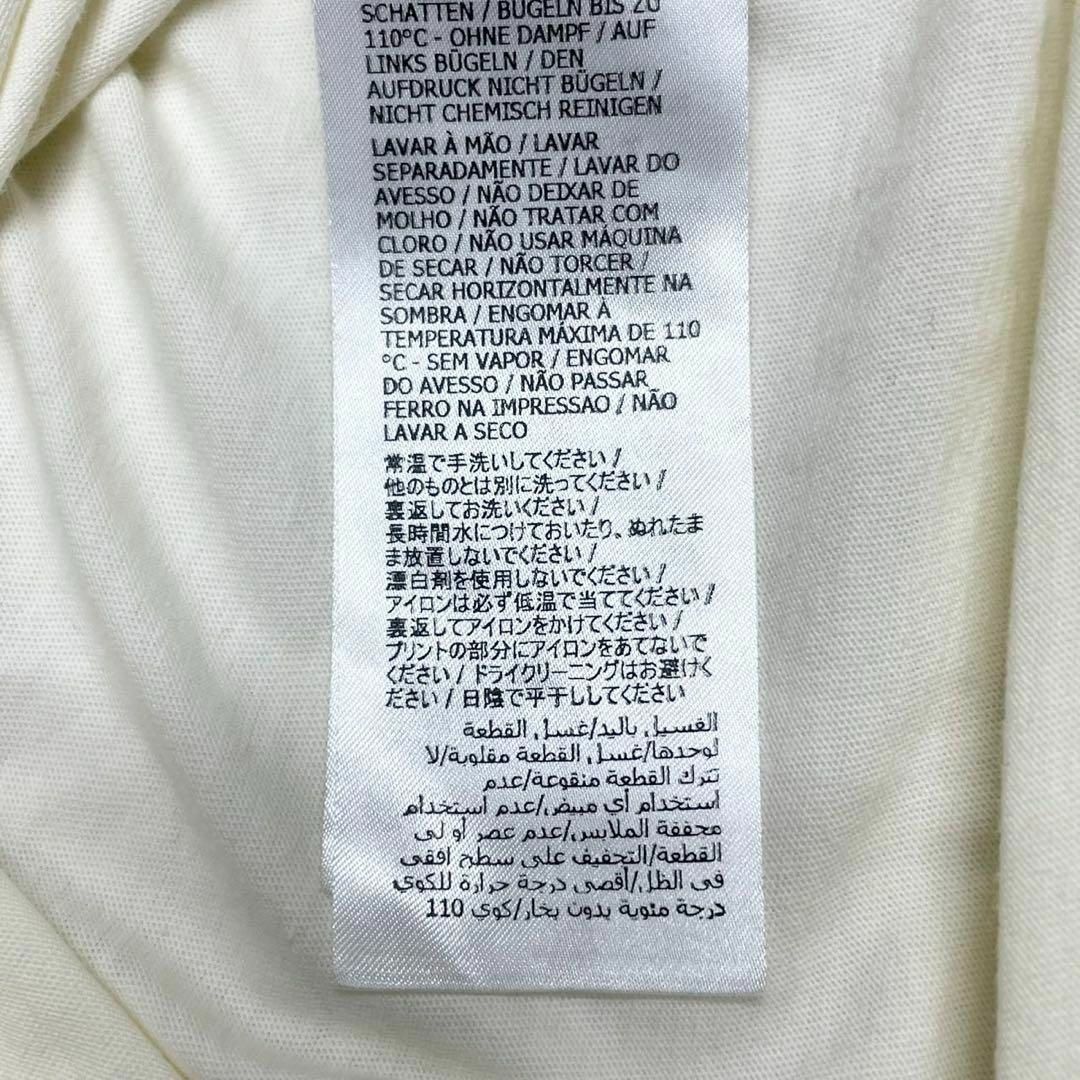 SCHATTEN / BÜGELN BIS ZU
110°C - OHNE DAMPF / AUF
LINKS BÜGELN / DEN
AUFDRUCK NICHT BÜGELN /
NICHT CHEMISCH REINIGEN
LAVAR À MÃO / LAVAR
SEPARADAMENTE / LAVAR DO
AVESSO / NÃO DEIXAR DE
MOLHO / NÃO TRATAR COM
CLORO / NÃO USAR MÁQUINA
DE SECAR / NÃO TORCER /
SECAR HORIZONTALMENTE NA
SOMBRA / ENGOMAR À
TEMPERATURA MÁXIMA DE 110
°C - SEM VAPOR / ENGOMAR
DO AVESSO / NÃO PASSAR
FERRO NA IMPRESSAO / NÃO
LAVAR A SECO
常温で手洗いしてください /
他のものとは別に洗ってください /
裏返してお洗いください /
長時間水につけておいたり、ぬれたま
ま放置しないでください /
漂白剤を使用しないでください /
アイロンは必ず低温で当ててください /
裏返してアイロンをかけてください /
プリントの部分にアイロンをあてないで
ください / ドライクリーニングはお避けく
ださい / 日陰で平干ししてください
الغسيل باليد/غسل القطعة
لوحدها/غسل القطعة مقلوبة/لا
تترك القطعة منقوعة/عدم
استخدام أي مبيض/عدم استخدام
مجففة الملابس/عدم عصر او لي
القطعة/التجفيف على سطح افقي
في الظل/أقصى درجة حرارة للكوي
110 درجة مئوية بدون بخار/كوي